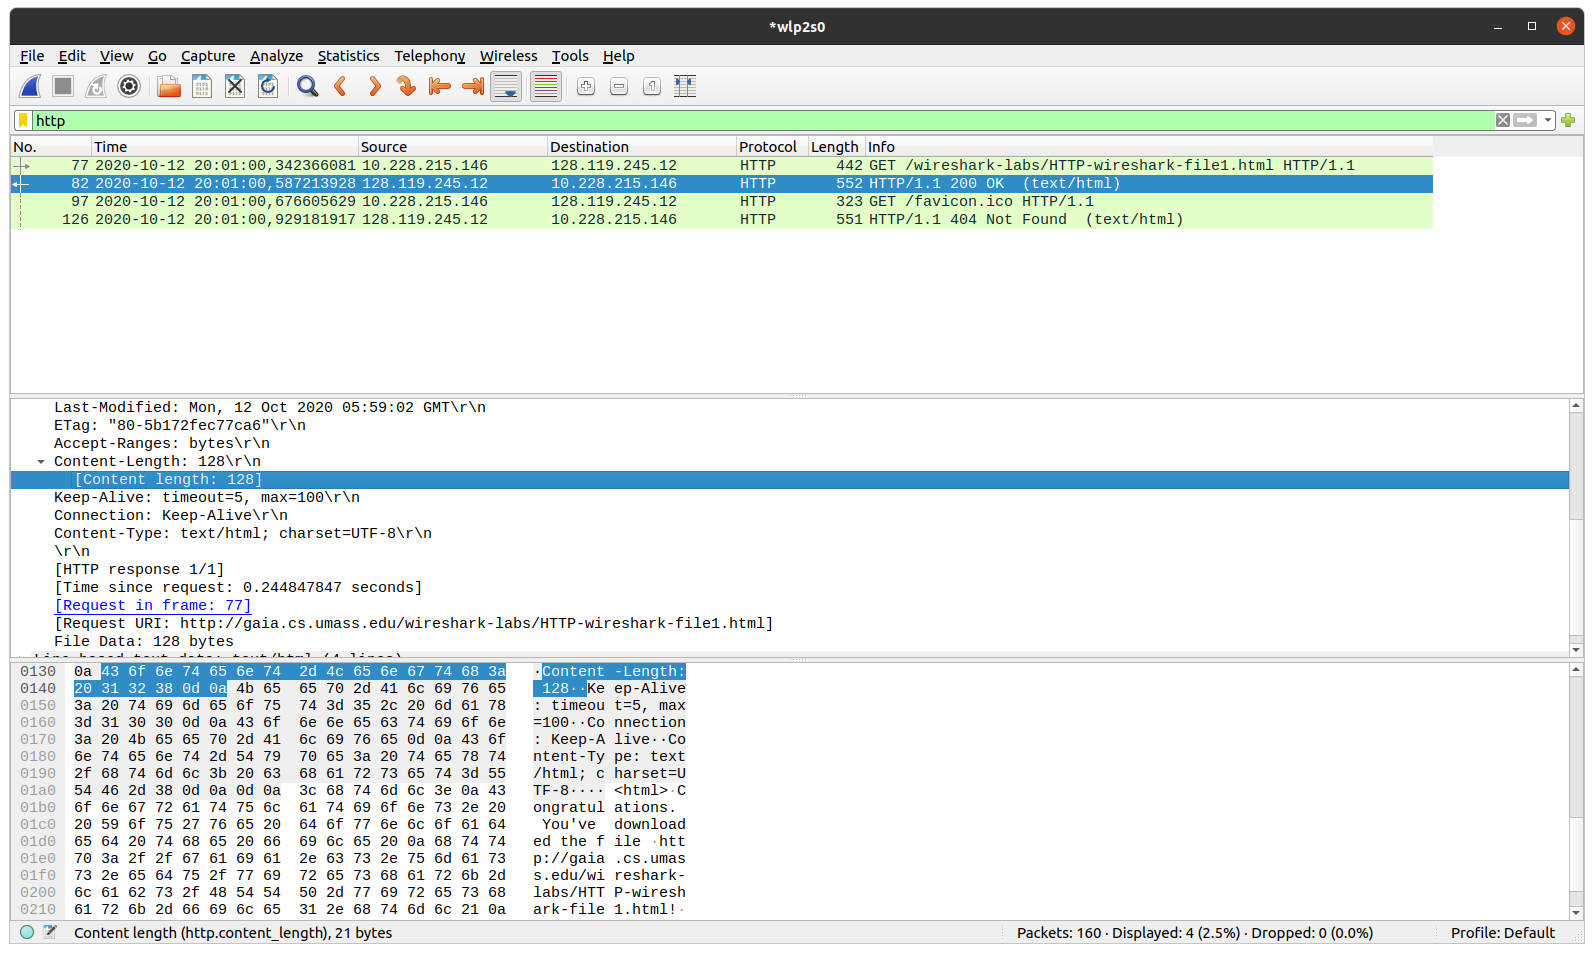 *wlp2s0
File Edit View Go Capture Analyze Statistics Telephony Wireless Tools Help
http
No. Time Source Destination Protocol Length Info
77 2020-10-12 20:01:00,342366081 10.228.215.146 128.119.245.12 HTTP 442 GET /wireshark-labs/HTTP-wireshark-file1.html HTTP/1.1
82 2020-10-12 20:01:00,587213928 128.119.245.12 10.228.215.146 HTTP 552 HTTP/1.1 200 OK  (text/html)
97 2020-10-12 20:01:00,676605629 10.228.215.146 128.119.245.12 HTTP 323 GET /favicon.ico HTTP/1.1
126 2020-10-12 20:01:00,929181917 128.119.245.12 10.228.215.146 HTTP 551 HTTP/1.1 404 Not Found  (text/html)
Last-Modified: Mon, 12 Oct 2020 05:59:02 GMT\r\n
ETag: "80-5b172fec77ca6"\r\n
Accept-Ranges: bytes\r\n
Content-Length: 128\r\n
[Content length: 128]
Keep-Alive: timeout=5, max=100\r\n
Connection: Keep-Alive\r\n
Content-Type: text/html; charset=UTF-8\r\n
\r\n
[HTTP response 1/1]
[Time since request: 0.244847847 seconds]
[Request in frame: 77]
[Request URI: http://gaia.cs.umass.edu/wireshark-labs/HTTP-wireshark-file1.html]
File Data: 128 bytes
Line-based text data: text/html (4 lines)
0130 0a 43 6f 6e 74 65 6e 74 2d 4c 65 6e 67 74 68 3a ·Content -Length:
0140 20 31 32 38 0d 0a 4b 65 65 70 2d 41 6c 69 76 65 128··Ke ep-Alive
0150 3a 20 74 69 6d 65 6f 75 74 3d 35 2c 20 6d 61 78 : timeou t=5, max
0160 3d 31 30 30 0d 0a 43 6f 6e 6e 65 63 74 69 6f 6e =100··Co nnection
0170 3a 20 4b 65 65 70 2d 41 6c 69 76 65 0d 0a 43 6f : Keep-A live··Co
0180 6e 74 65 6e 74 2d 54 79 70 65 3a 20 74 65 78 74 ntent-Ty pe: text
0190 2f 68 74 6d 6c 3b 20 63 68 61 72 73 65 74 3d 55 /html; c harset=U
01a0 54 46 2d 38 0d 0a 0d 0a 3c 68 74 6d 6c 3e 0a 43 TF-8···· <html>·C
01b0 6f 6e 67 72 61 74 75 6c 61 74 69 6f 6e 73 2e 20 ongratul ations.
01c0 20 59 6f 75 27 76 65 20 64 6f 77 6e 6c 6f 61 64 You've download
01d0 65 64 20 74 68 65 20 66 69 6c 65 20 0a 68 74 74 ed the f ile ·htt
01e0 70 3a 2f 2f 67 61 69 61 2e 63 73 2e 75 6d 61 73 p://gaia .cs.umas
01f0 73 2e 65 64 75 2f 77 69 72 65 73 68 61 72 6b 2d s.edu/wi reshark-
0200 6c 61 62 73 2f 48 54 54 50 2d 77 69 72 65 73 68 labs/HTT P-wiresh
0210 61 72 6b 2d 66 69 6c 65 31 2e 68 74 6d 6c 21 0a ark-file 1.html!·
Content length (http.content_length), 21 bytes Packets: 160 · Displayed: 4 (2.5%) · Dropped: 0 (0.0%) Profile: Default